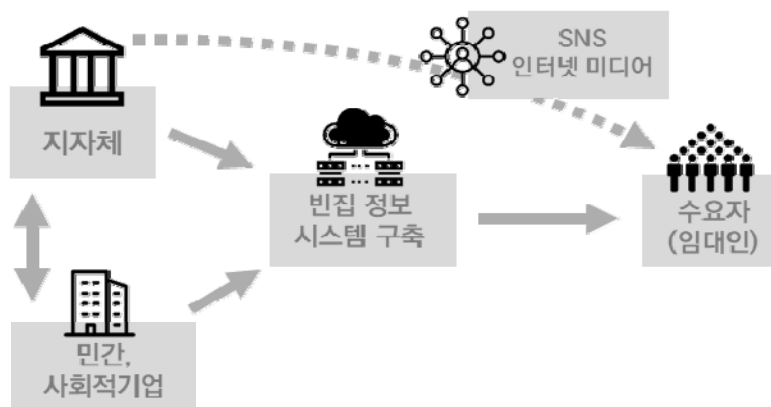 SNS
인터넷 미디어
지자체
빈집 정보
시스템 구축
수요자
(임대인)
민간,
사회적기업